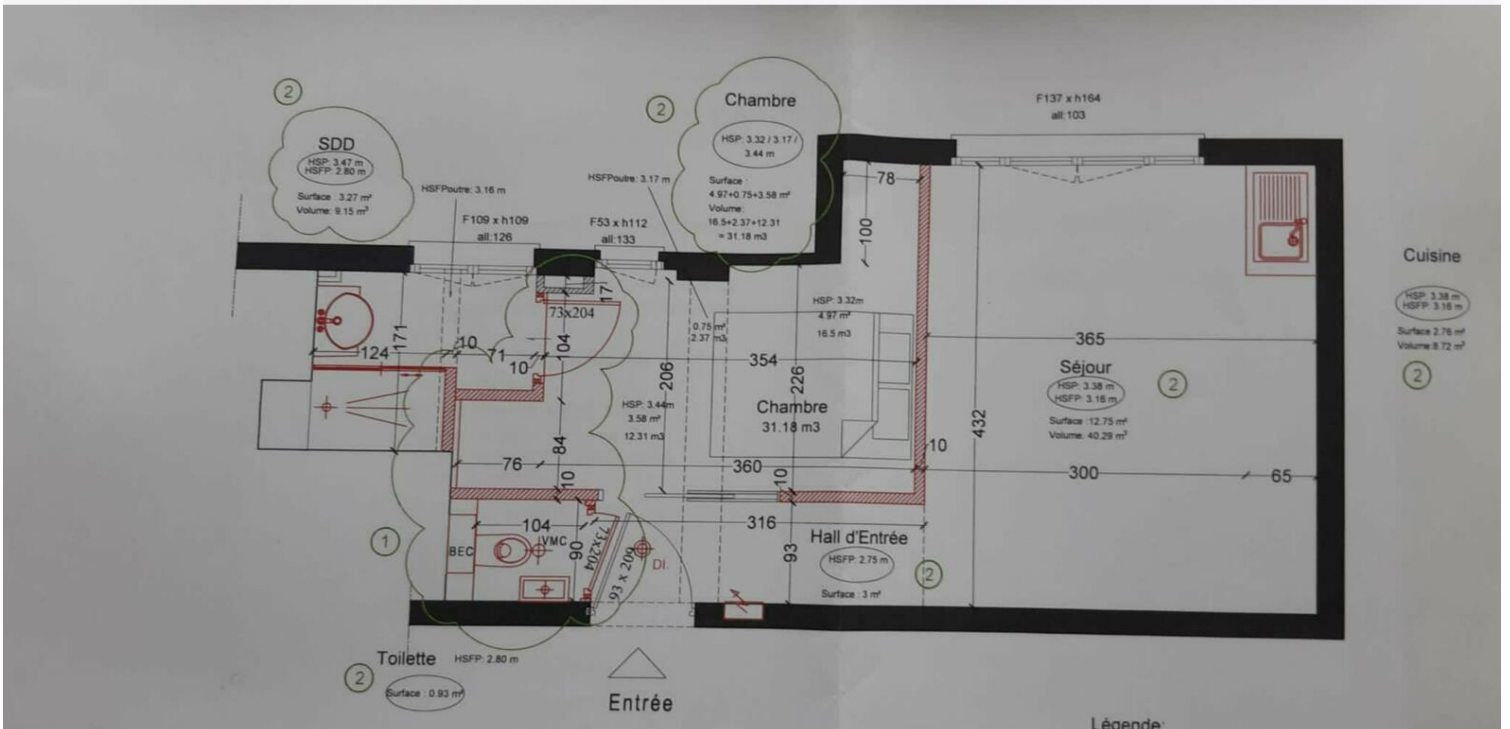 2
SDD
HSP: 3.47 m
HSFP: 2.80 m
Surface : 3.27 m²
Volume: 9.15 m³
HSFPoutre: 3.16 m
F109 x h109
all:126
F53 x h112
all:133
HSFPoutre: 3.17 m
2
Chambre
HSP: 3.32 / 3.17 /
3.44 m
Surface :
4.97+0.75+3.58 m²
Volume:
16.5+2.37+12.31
= 31.18 m3
F137 x h164
all:103
78
100
Cuisine
HSP: 3.38 m
HSFP: 3.16 m
Surface 2.76 m²
Volume 8.72 m³
2
17
73x204
171
124
10
71
10
104
206
0.75 m²
2.37 m3
HSP: 3.32m
4.97 m²
16.5 m3
354
226
365
Séjour
HSP: 3.38 m
HSFP: 3.16 m
Surface :12.75 m²
Volume: 40.29 m³
2
HSP: 3.44m
3.58 m²
12.31 m3
Chambre
31.18 m3
432
84
76
10
360
10
10
300
65
104
316
BEC
VMC
90
73x204
93 x 209
DI.
93
Hall d'Entrée
HSFP: 2.75 m
Surface : 3 m²
2
1
Toilette
HSFP: 2.80 m
2
Surface : 0.93 m²
Entrée
Légende: